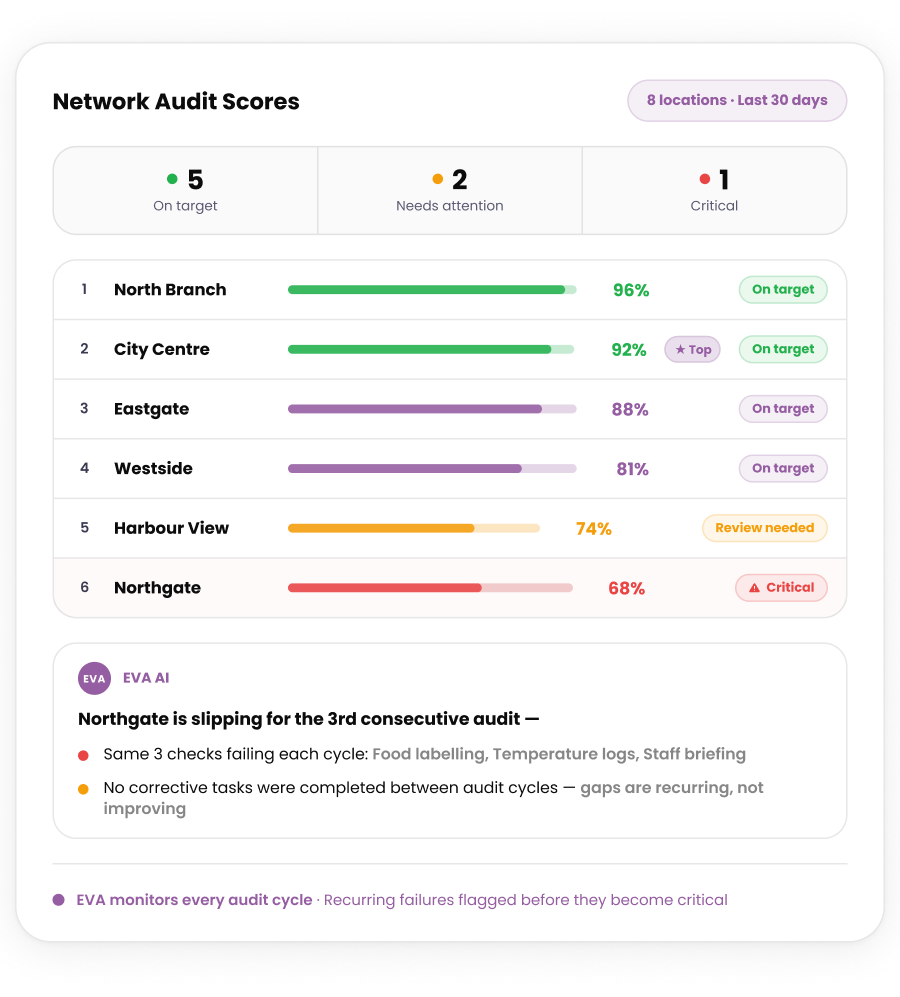 Network Audit Scores
8 locations · Last 30 days
5
On target
2
Needs attention
1
Critical
1 North Branch 96% On target
2 City Centre 92% ★ Top On target
3 Eastgate 88% On target
4 Westside 81% On target
5 Harbour View 74% Review needed
6 Northgate 68% Critical
EVA EVA AI
Northgate is slipping for the 3rd consecutive audit —
Same 3 checks failing each cycle: Food labelling, Temperature logs, Staff briefing
No corrective tasks were completed between audit cycles — gaps are recurring, not
improving
EVA monitors every audit cycle · Recurring failures flagged before they become critical